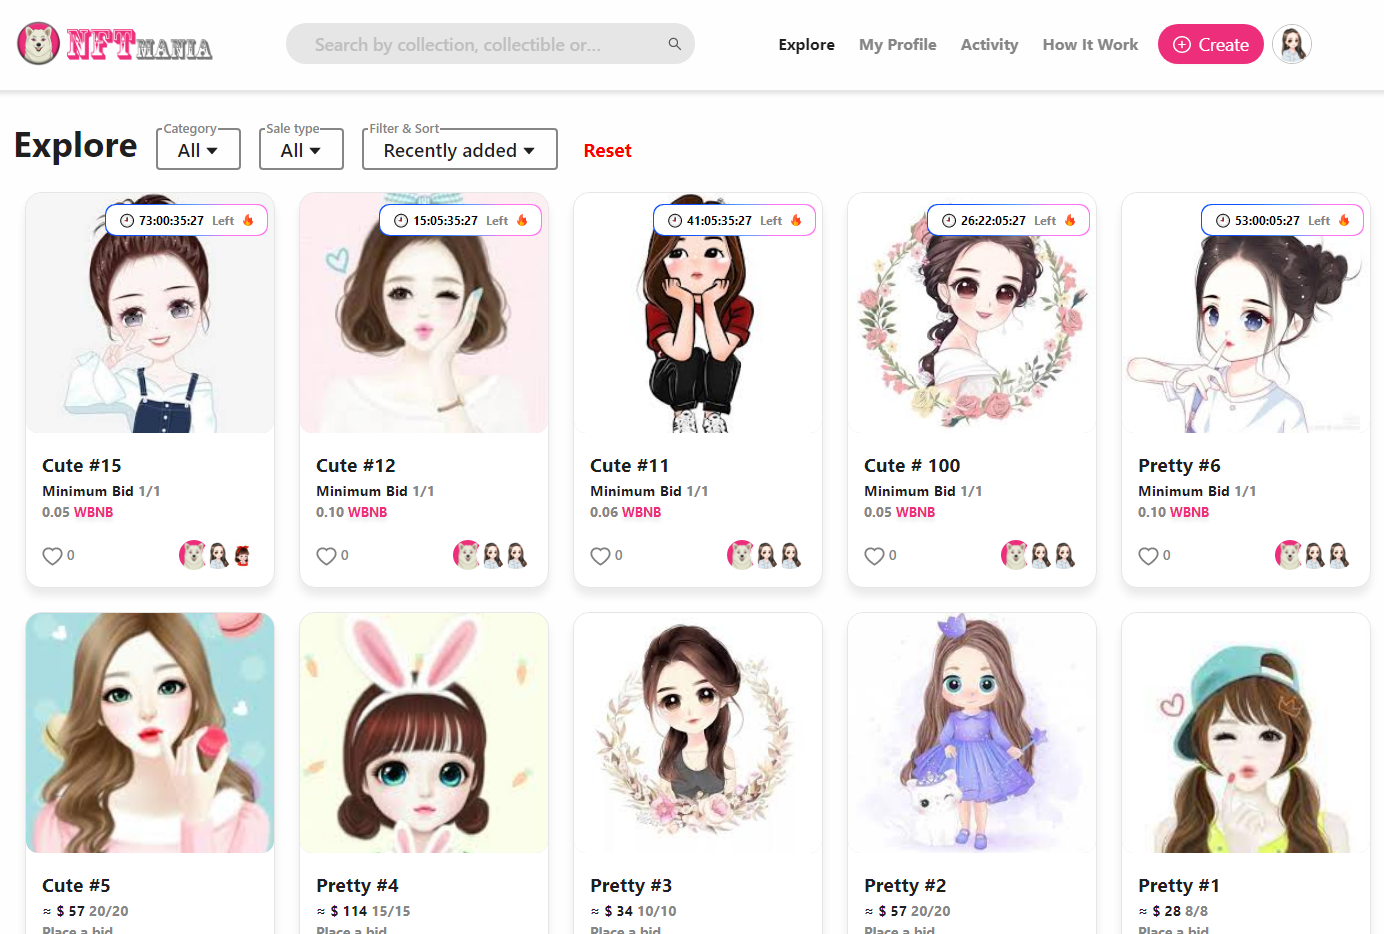 NFTMANIA
Search by collection, collectible or...
Explore
My Profile
Activity
How It Work
Create
Explore
Category
All
Sale type
All
Filter & Sort
Recently added
Reset
73:00:35:27 Left
15:05:35:27 Left
41:05:35:27 Left
26:22:05:27 Left
53:00:05:27 Left
Cute #15
Minimum Bid 1/1
0.05 WBNB
0
Cute #12
Minimum Bid 1/1
0.10 WBNB
0
Cute #11
Minimum Bid 1/1
0.06 WBNB
0
Cute # 100
Minimum Bid 1/1
0.05 WBNB
0
Pretty #6
Minimum Bid 1/1
0.10 WBNB
0
Cute #5
≈ $ 57 20/20
Place a bid
Pretty #4
≈ $ 114 15/15
Place a bid
Pretty #3
≈ $ 34 10/10
Place a bid
Pretty #2
≈ $ 57 20/20
Place a bid
Pretty #1
≈ $ 28 8/8
Place a bid